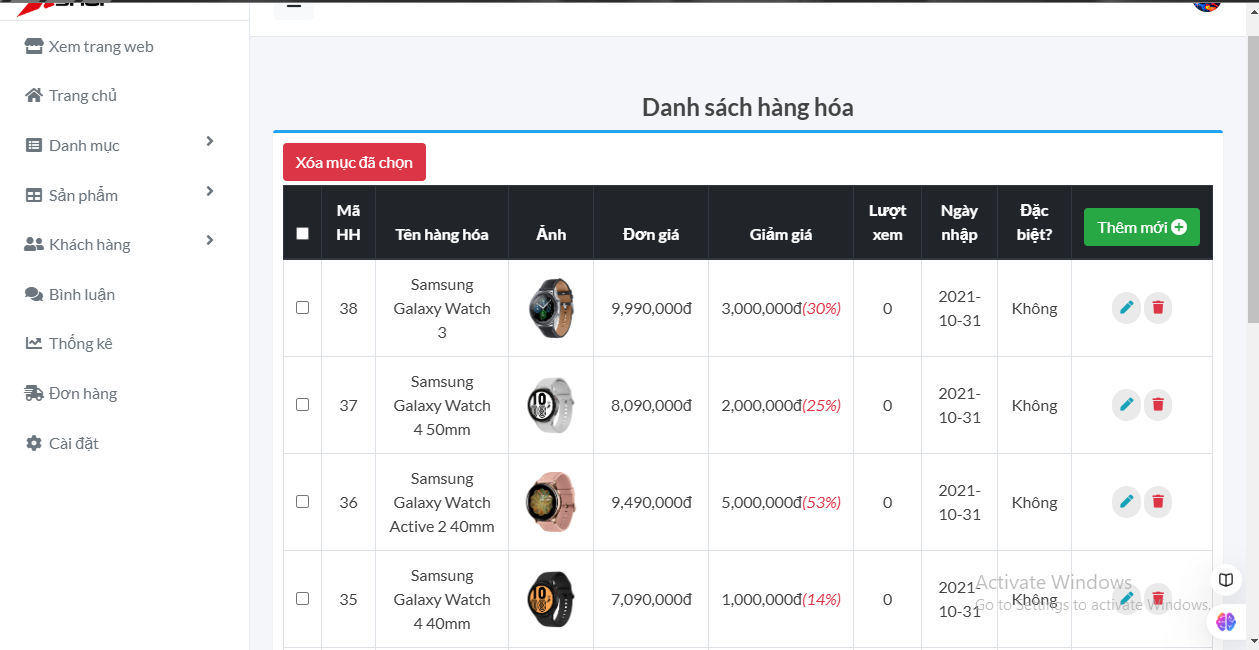 Xem trang web
Trang chủ
Danh mục
Sản phẩm
Khách hàng
Bình luận
Thống kê
Đơn hàng
Cài đặt
Danh sách hàng hóa
Xóa mục đã chọn
Mã HH Tên hàng hóa Ảnh Đơn giá Giảm giá Lượt xem Ngày nhập Đặc biệt? Thêm mới
38 Samsung Galaxy Watch 3 9,990,000đ 3,000,000đ(30%) 0 2021-10-31 Không
37 Samsung Galaxy Watch 4 50mm 8,090,000đ 2,000,000đ(25%) 0 2021-10-31 Không
36 Samsung Galaxy Watch Active 2 40mm 9,490,000đ 5,000,000đ(53%) 0 2021-10-31 Không
35 Samsung Galaxy Watch 4 40mm 7,090,000đ 1,000,000đ(14%) 0 2021-10-31 Không
Activate Windows
Go to Settings to activate Windows.